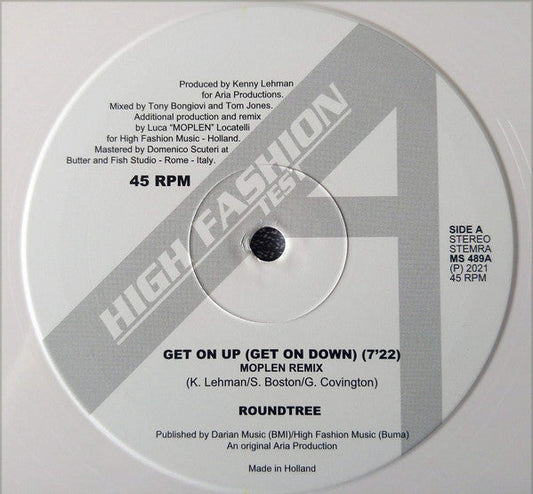 Produced by Kenny Lehman
for Aria Productions.
Mixed by Tony Bongiovi and Tom Jones.
Additional production and remix
by Luca "MOPLEN" Locatelli
for High Fashion Music - Holland.
Mastered by Domenico Scuteri at
Butter and Fish Studio - Rome - Italy.
45 RPM
HIGH FASHION
TEST
SIDE A
STEREO
STEMRA
MS 489A
(P) 2021
45 RPM
GET ON UP (GET ON DOWN) (7'22)
MOPLEN REMIX
(K. Lehman/S. Boston/G. Covington)
ROUNDTREE
Published by Darian Music (BMI)/High Fashion Music (Buma)
An original Aria Production
Made in Holland